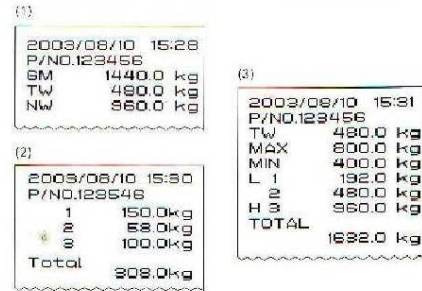 (1)
2003/08/10 15:28
P/NO.123456
SM 1440.0 kg
TW 480.0 kg
NW 960.0 kg
(2)
2003/08/10 15:30
P/NO.123546
1 150.0kg
2 58.0kg
3 100.0kg
Total
308.0kg
(3)
2003/08/10 15:31
P/NO.123456
TW 480.0 kg
MAX 800.0 kg
MIN 400.0 kg
L 1 192.0 kg
2 480.0 kg
H 3 960.0 kg
TOTAL
1632.0 kg